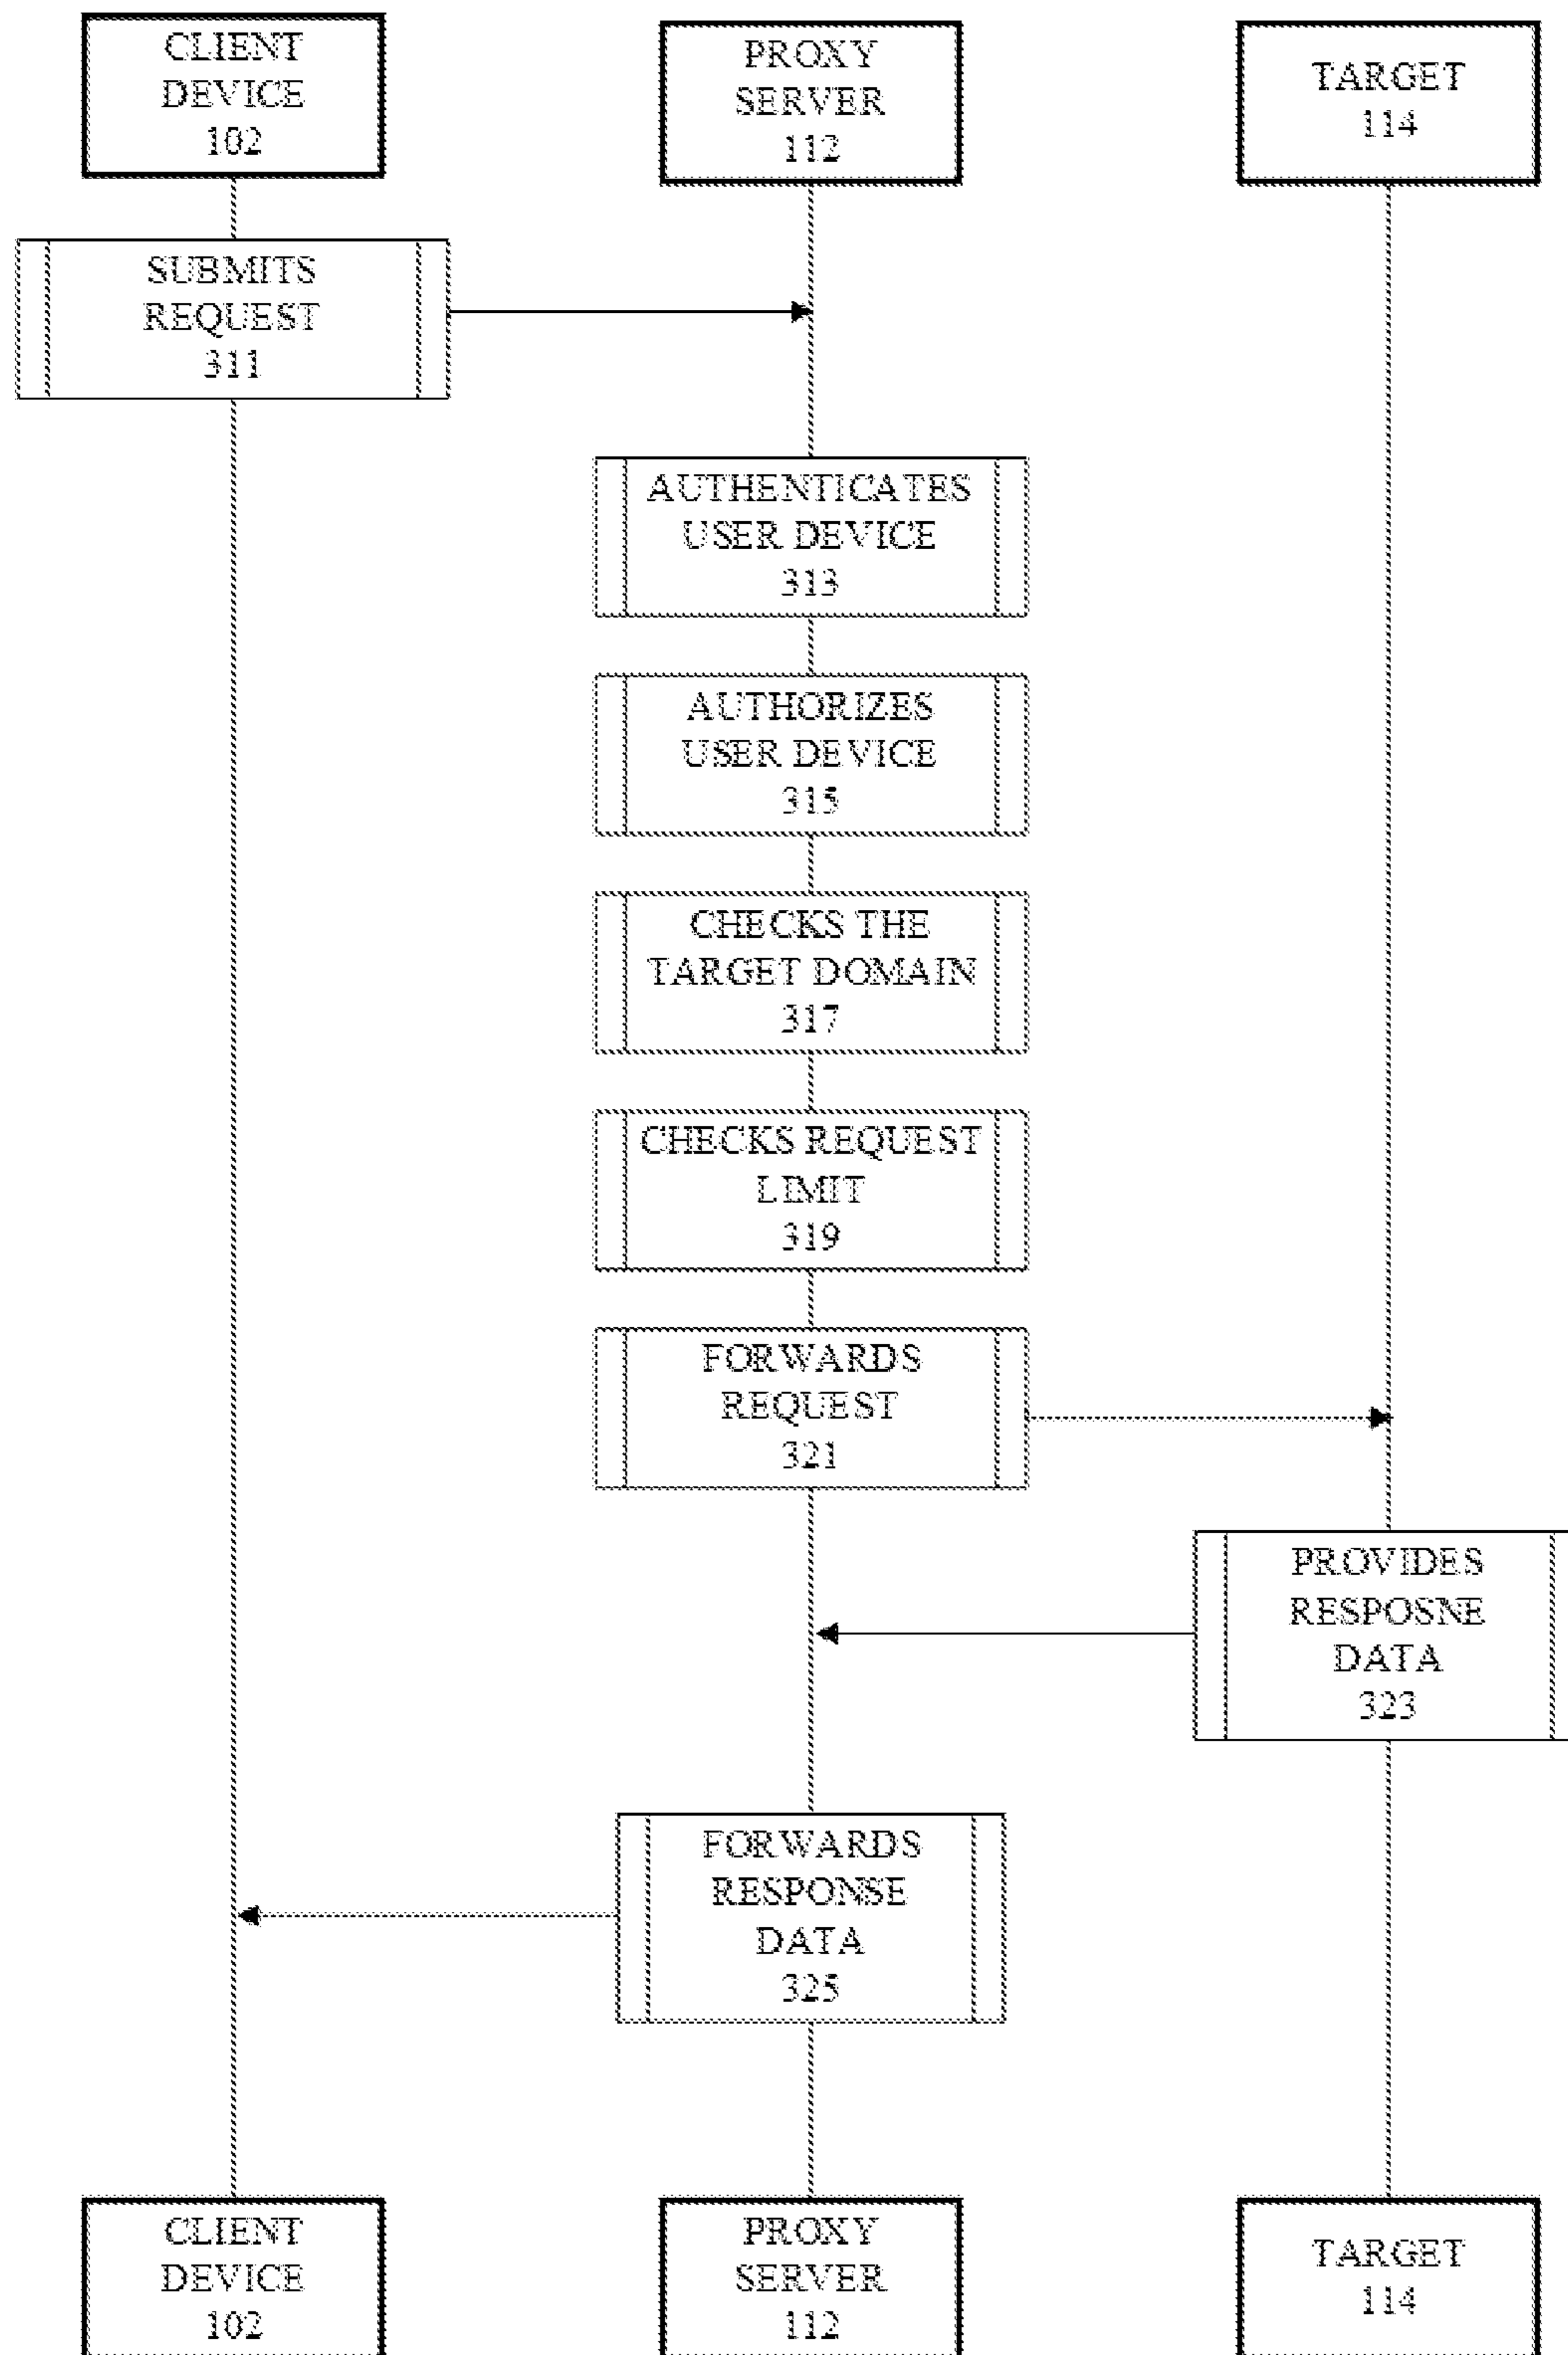 CLIENT
DEVICE
102
PROXY
SERVER
112
TARGET
114
SUBMITS
REQUEST
311
AUTHENTICATES
USER DEVICE
313
AUTHORIZES
USER DEVICE
315
CHECKS THE
TARGET DOMAIN
317
CHECKS REQUEST
LIMIT
319
FORWARDS
REQUEST
321
PROVIDES
RESPOSNE
DATA
323
FORWARDS
RESPONSE
DATA
325
CLIENT
DEVICE
102
PROXY
SERVER
112
TARGET
114